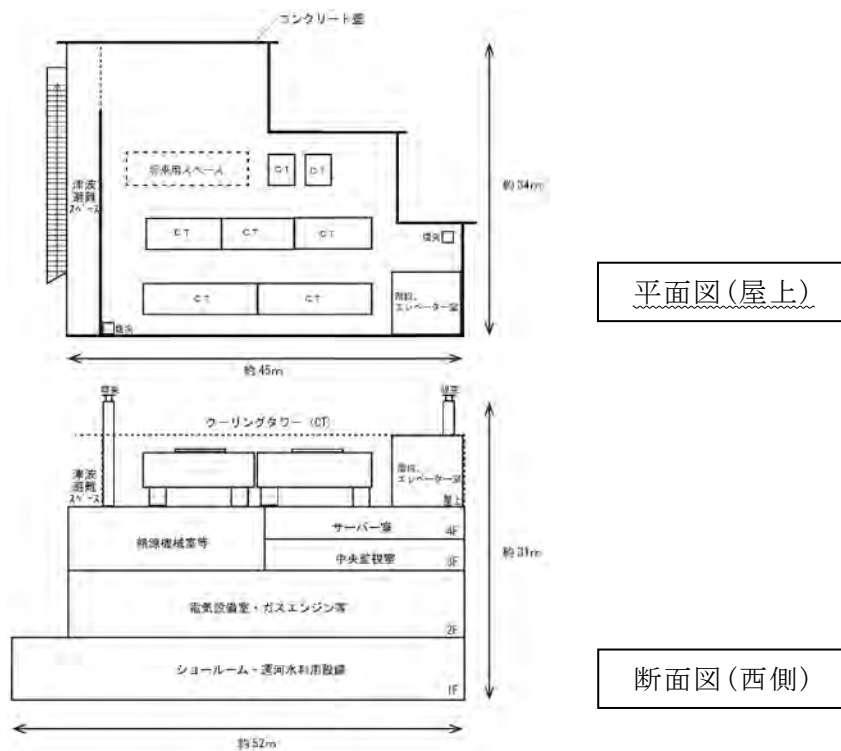 コンクリート壁
将来用スペース
CT
CT
津波
避難
スペース
約34m
CT
CT
CT
煙突
平面図(屋上)
CT
CT
階段、
エレベーター室
煙突
約45m
煙突
煙突
クーリングタワー (CT)
津波
避難
スペース
階段、
エレベーター室
屋上
サーバー室
4F
熱源機械室等
中央監視室
3F
約31m
電気設備室・ガスエンジン等
2F
ショールーム・運河水利用設備
1F
断面図(西側)
約52m